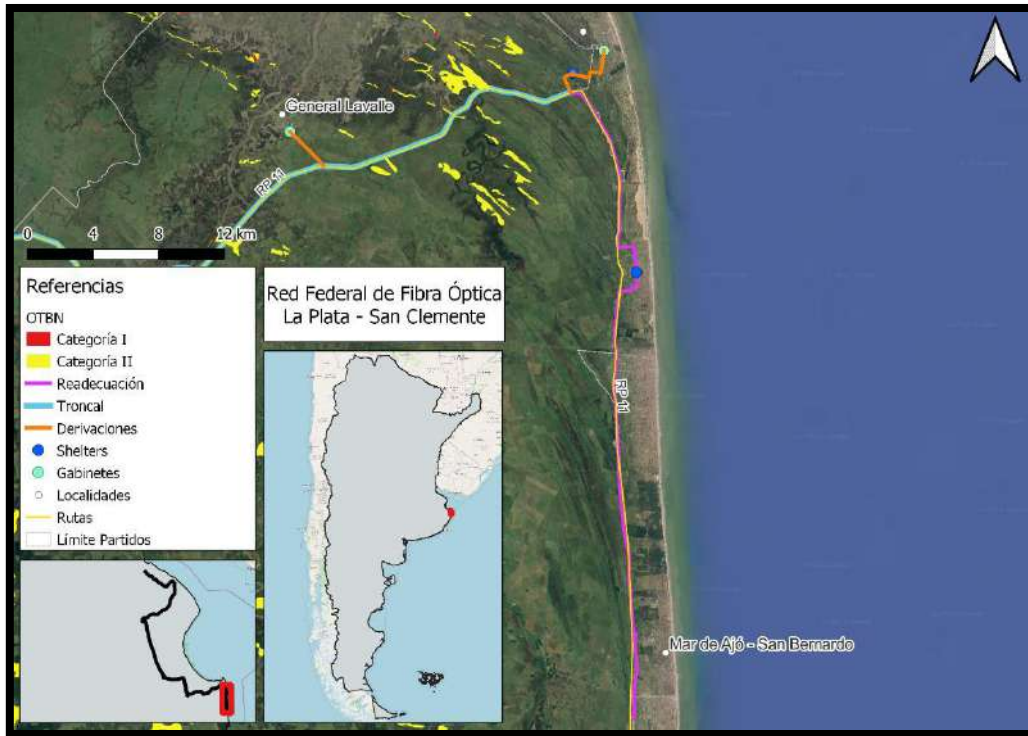 General Lavalle
RP 11
0 4 8 12 km
Referencias
OTBN
Categoría I
Categoría II
Readecuación
Troncal
Derivaciones
Shelters
Gabinetes
Localidades
Rutas
Límite Partidos
Red Federal de Fibra Óptica
La Plata - San Clemente
RP 11
Mar de Ajó - San Bernardo